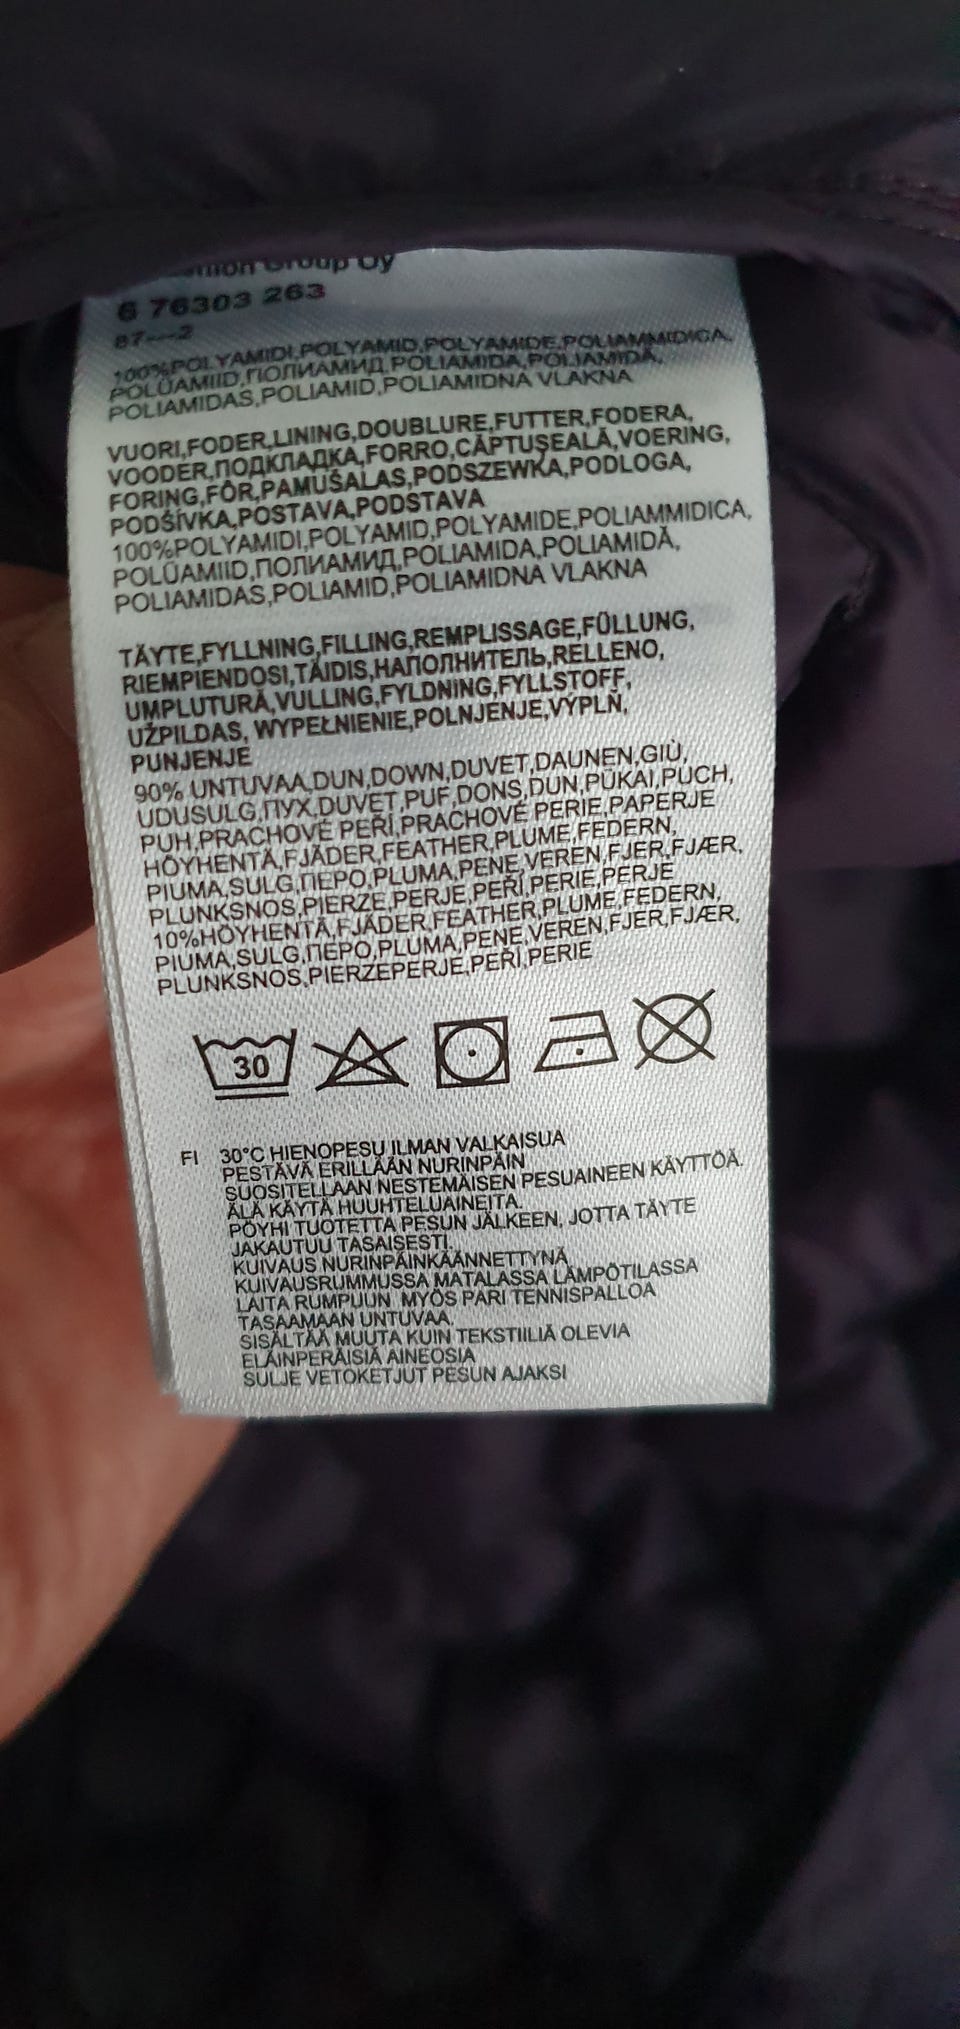 Group Oy
6 76303 263
87---2
100%POLYAMIDI,POLYAMID,POLYAMIDE,POLIAMMIDICA,
POLÜAMIID,ПОЛИАМИД,POLIAMIDA,POLIAMIDĂ,
POLIAMIDAS,POLIAMID,POLIAMIDNA VLAKNA
VUORI,FODER,LINING,DOUBLURE,FUTTER,FODERA,
VOODER,ПОДКЛАДКА,FORRO,CĂPTUŞEALĂ,VOERING,
FORING,FÔR,PAMUŠALAS,PODSZEWKA,PODLOGA,
PODŠÍVKA,POSTAVA,PODSTAVA
100%POLYAMIDI,POLYAMID,POLYAMIDE,POLIAMMIDICA,
POLÜAMIID,ПОЛИАМИД,POLIAMIDA,POLIAMIDĂ,
POLIAMIDAS,POLIAMID,POLIAMIDNA VLAKNA
TÄYTE,FYLLNING,FILLING,REMPLISSAGE,FÜLLUNG,
RIEMPIENDOSI,TÄIDIS,НАПОЛНИТЕЛЬ,RELLENO,
UMPLUTURĂ,VULLING,FYLDNING,FYLLSTOFF,
UŽPILDAS, WYPEŁNIENIE,POLNJENJE,VÝPLŇ,
PUNJENJE
90% UNTUVAA,DUN,DOWN,DUVET,DAUNEN,GIÙ,
UDUSULG,ПУХ,DUVET,PUF,DONS,DUN,PŪKAI,PUCH,
PUH,PRACHOVÉ PEŘÍ,PRACHOVÉ PERIE,PAPERJE
HÖYHENTÄ,FJÄDER,FEATHER,PLUME,FEDERN,
PIUMA,SULG,ПЕРО,PLUMA,PENE,VEREN,FJER,FJÆR,
PLUNKSNOS,PIERZE,PERJE,PEŘÍ,PERIE,PERJE
10%HÖYHENTÄ,FJÄDER,FEATHER,PLUME,FEDERN,
PIUMA,SULG,ПЕРО,PLUMA,PENE,VEREN,FJER,FJÆR,
PLUNKSNOS,PIERZEPERJE,PEŘÍ,PERIE
30
FI 30°C HIENOPESU ILMAN VALKAISUA
PESTÄVÄ ERILLÄÄN NURINPÄIN
SUOSITELLAAN NESTEMÄISEN PESUAINEEN KÄYTTÖÄ.
ÄLÄ KÄYTÄ HUUHTELUAINEITA.
PÖYHI TUOTETTA PESUN JÄLKEEN, JOTTA TÄYTE
JAKAUTUU TASAISESTI.
KUIVAUS NURINPÄINKÄÄNNETTYNÄ
KUIVAUSRUMMUSSA MATALASSA LÄMPÖTILASSA
LAITA RUMPUUN MYÖS PARI TENNISPALLOA
TASAAMAAN UNTUVAA.
SISÄLTÄÄ MUUTA KUIN TEKSTIILIÄ OLEVIA
ELÄINPERÄISIÄ AINEOSIA
SULJE VETOKETJUT PESUN AJAKSI